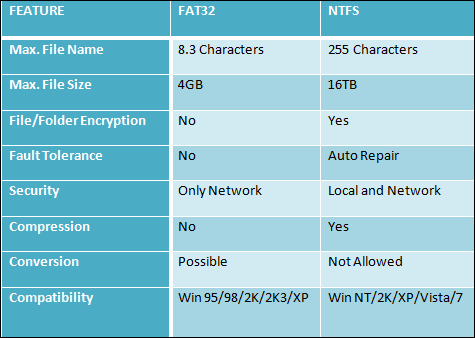 FEATURE FAT32 NTFS
Max. File Name 8.3 Characters 255 Characters
Max. File Size 4GB 16TB
File/Folder Encryption No Yes
Fault Tolerance No Auto Repair
Security Only Network Local and Network
Compression No Yes
Conversion Possible Not Allowed
Compatibility Win 95/98/2K/2K3/XP Win NT/2K/XP/Vista/7